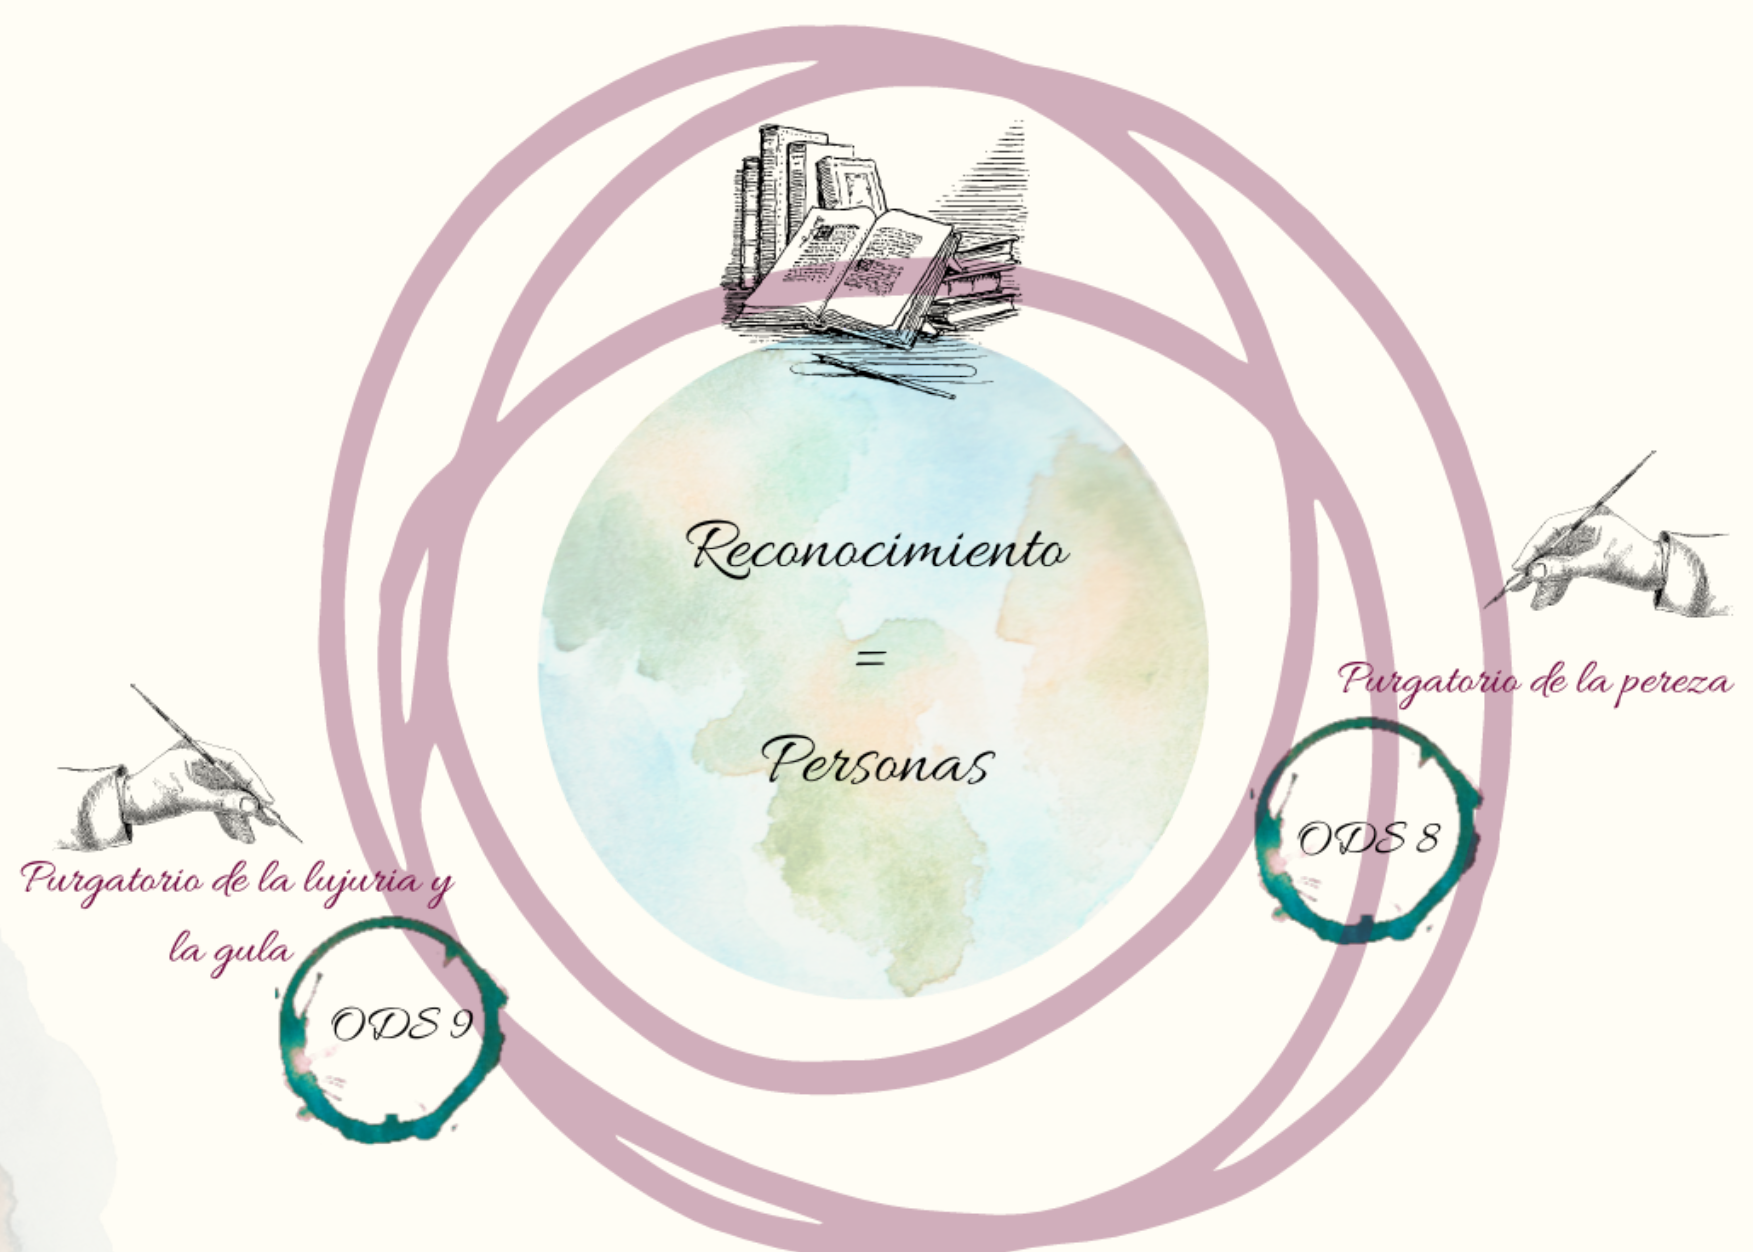 Reconocimiento
=
Personas
Purgatorio de la pereza
ODS 8
Purgatorio de la lujuria y
la gula
ODS 9